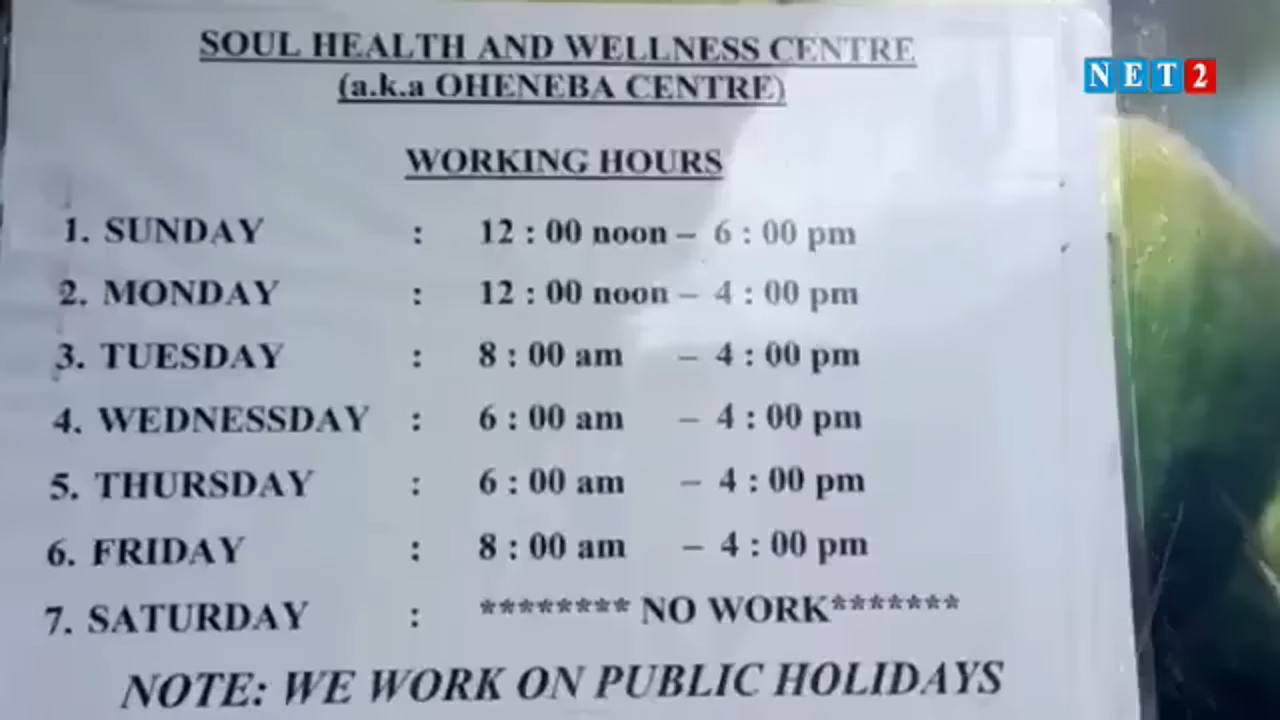 SOUL HEALTH AND WELLNESS CENTRE
(a.k.a OHENEBA CENTRE)
NET2
WORKING HOURS
1. SUNDAY : 12 : 00 noon – 6 : 00 pm
2. MONDAY : 12 : 00 noon – 4 : 00 pm
3. TUESDAY : 8 : 00 am – 4 : 00 pm
4. WEDNESSDAY : 6 : 00 am – 4 : 00 pm
5. THURSDAY : 6 : 00 am – 4 : 00 pm
6. FRIDAY : 8 : 00 am – 4 : 00 pm
7. SATURDAY : ******** NO WORK*******
NOTE: WE WORK ON PUBLIC HOLIDAYS